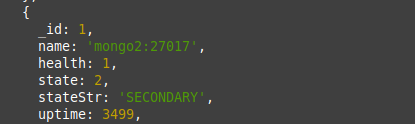 {
_id: 1,
name: 'mongo2:27017',
health: 1,
state: 2,
stateStr: 'SECONDARY',
uptime: 3499,